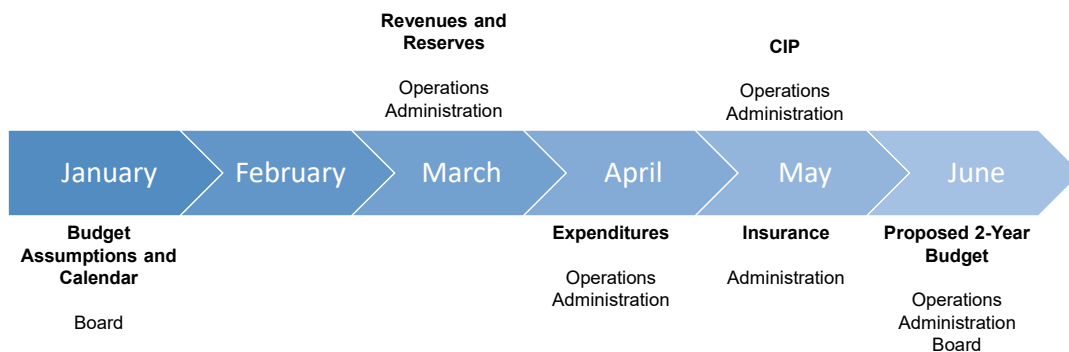 Revenues and
Reserves
Operations
Administration
CIP
Operations
Administration
January
February
March
April
May
June
Budget
Assumptions and
Calendar
Board
Expenditures
Operations
Administration
Insurance
Administration
Proposed 2-Year
Budget
Operations
Administration
Board